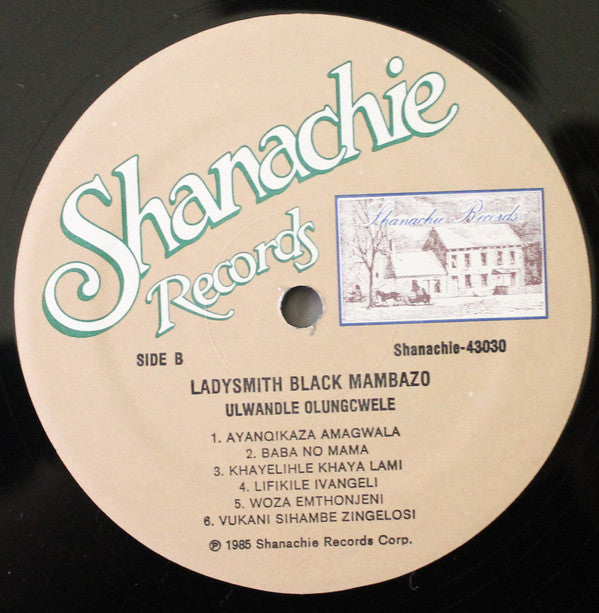 Shanachie
Records
Shanachie Records
SIDE B
Shanachie-43030
LADYSMITH BLACK MAMBAZO
ULWANDLE OLUNGCWELE
1. AYANQIKAZA AMAGWALA
2. BABA NO MAMA
3. KHAYELIHLE KHAYA LAMI
4. LIFIKILE IVANGELI
5. WOZA EMTHONJENI
6. VUKANI SIHAMBE ZINGELOSI
Ⓟ 1985 Shanachie Records Corp.